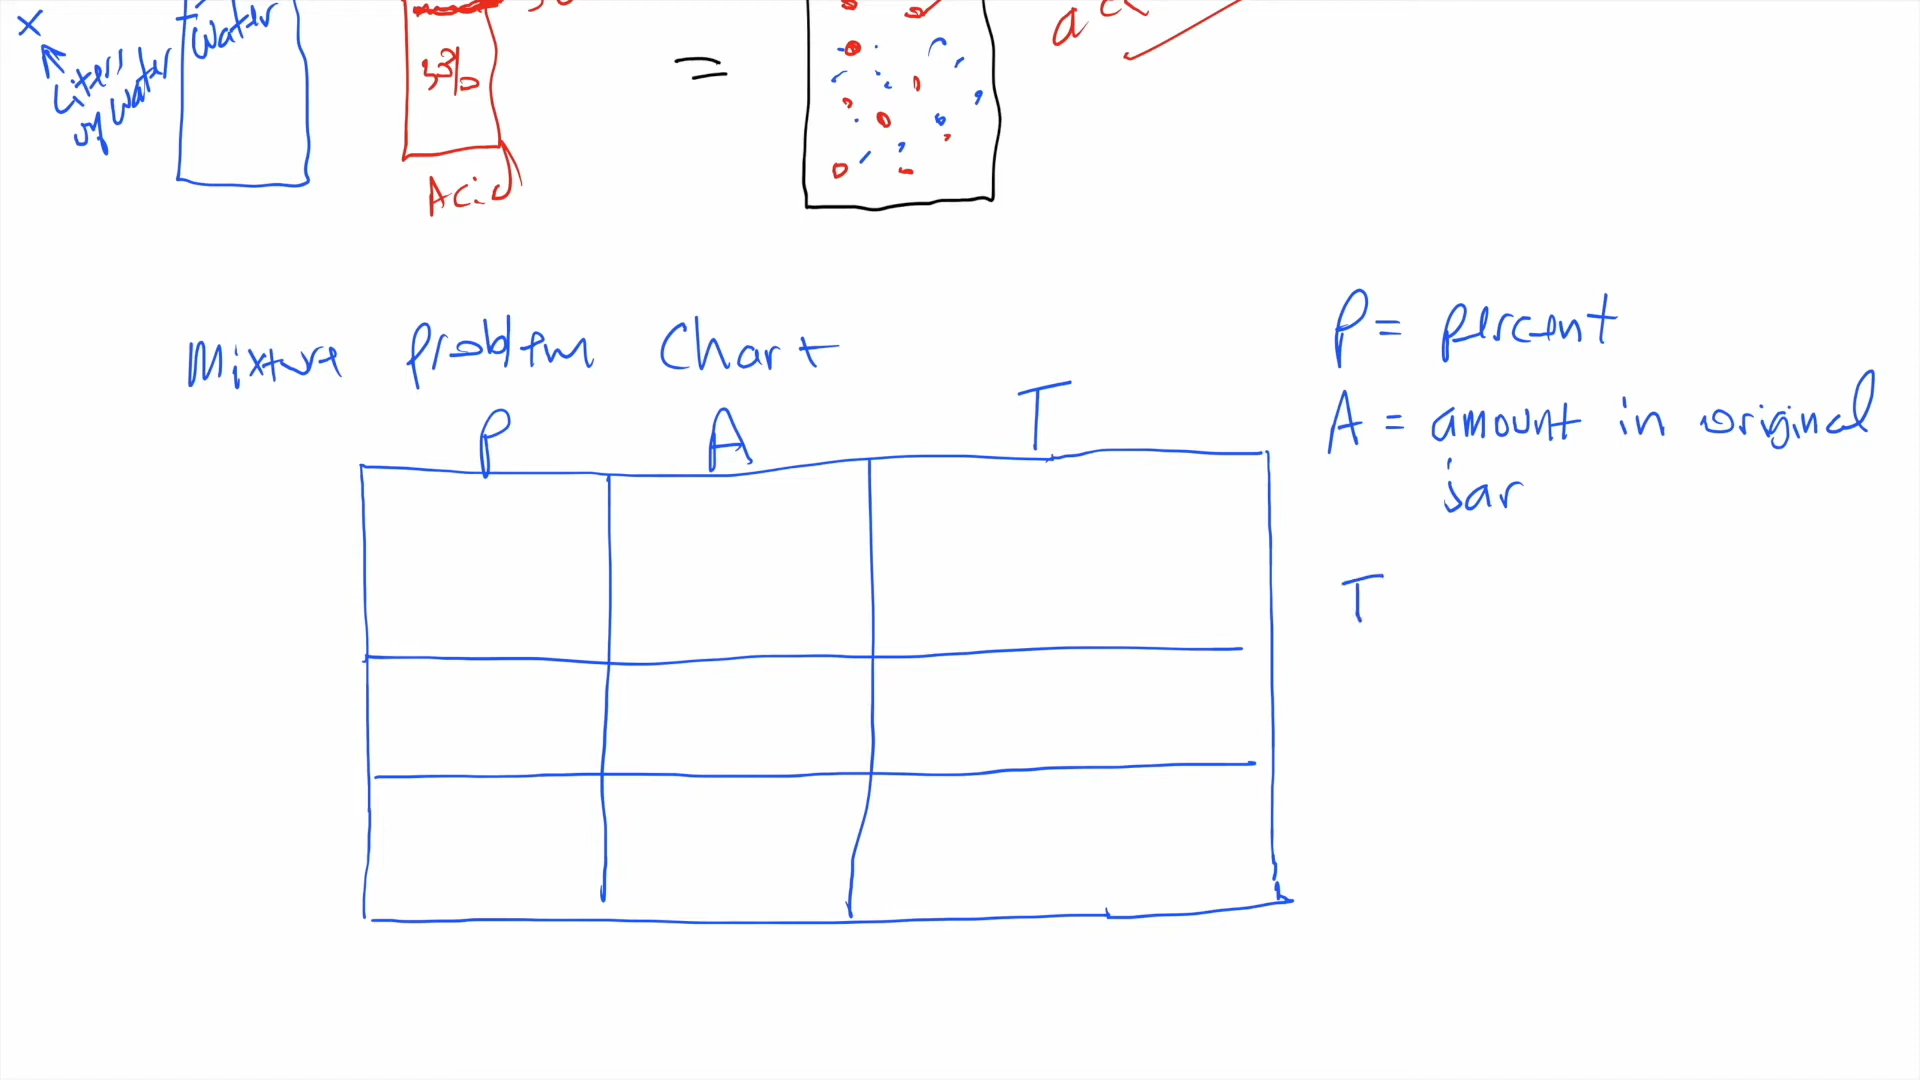 x
Liters
of water
Water
33%
Acid
=
Mixture Problem Chart
P A T
P = percent
A = amount in original
jar
T